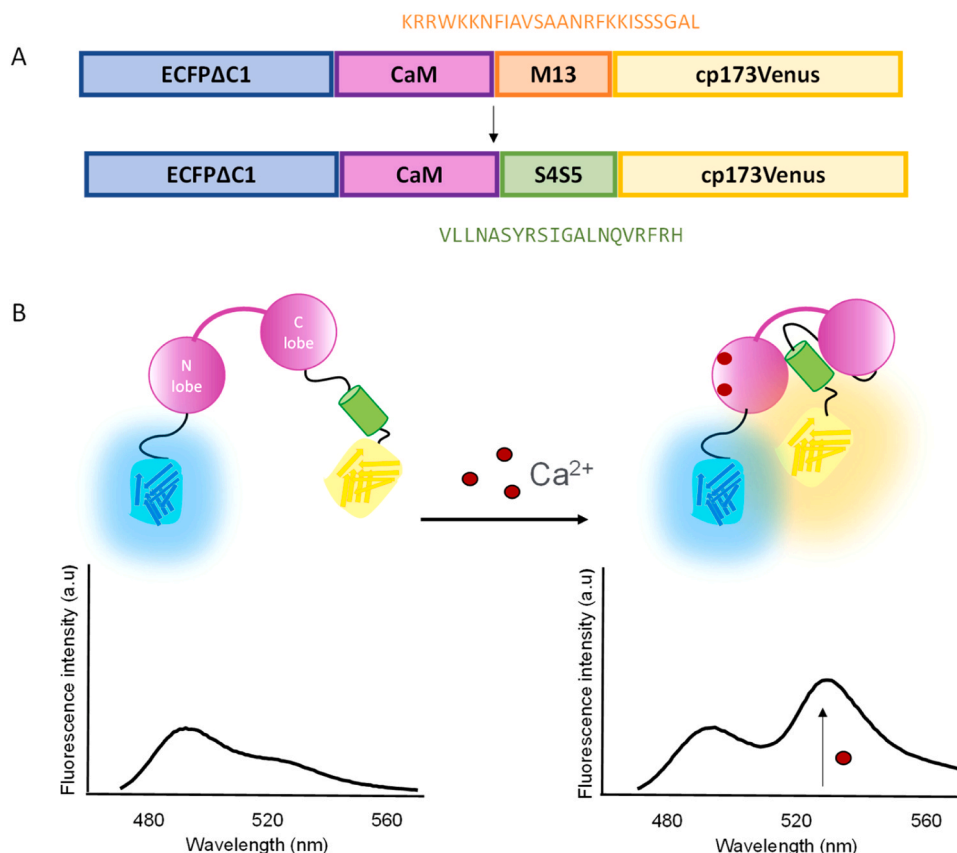 KRRWKKNFIAVSAANRFKKISSSGAL
A
ECFPΔC1 CaM M13 cp173Venus
ECFPΔC1 CaM S4S5 cp173Venus
VLLNASYRSIGALNQVRFRH
B
C
lobe
N
lobe
Ca²⁺
Fluorescence intensity (a.u)
480 520 560
Wavelength (nm)
Fluorescence intensity (a.u)
480 520 560
Wavelength (nm)